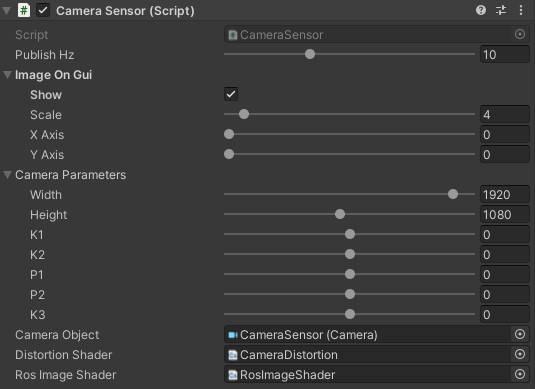 Camera Sensor (Script)
Script CameraSensor
Publish Hz 10
Image On Gui
Show
Scale 4
X Axis 0
Y Axis 0
Camera Parameters
Width 1920
Height 1080
K1 0
K2 0
P1 0
P2 0
K3 0
Camera Object CameraSensor (Camera)
Distortion Shader CameraDistortion
Ros Image Shader RosImageShader